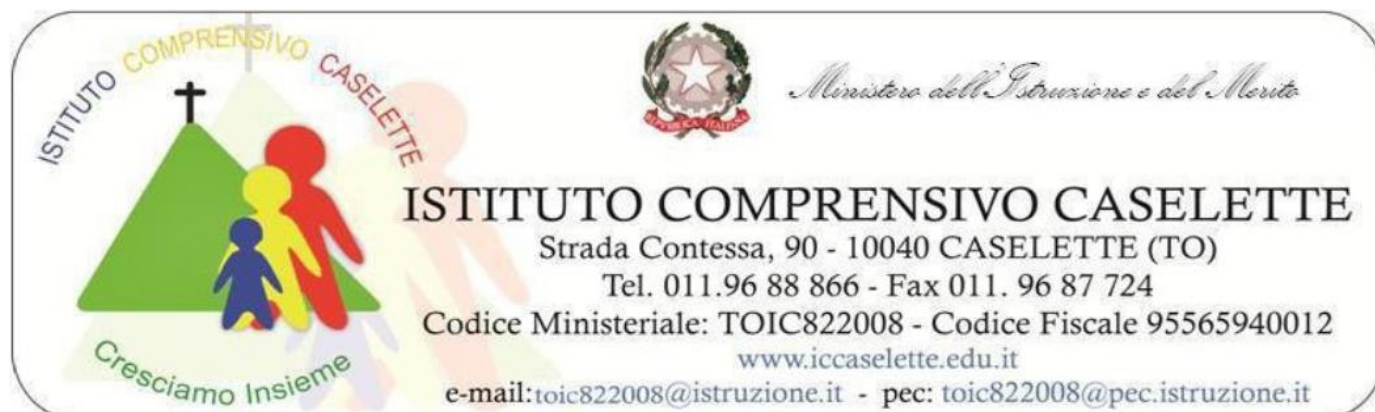 ISTITUTO COMPRENSIVO CASELETTE
Cresciamo Insieme
REPVBBLICA ITALIANA
Ministero dell'Istruzione e del Merito
ISTITUTO COMPRENSIVO CASELETTE
Strada Contessa, 90 - 10040 CASELETTE (TO)
Tel. 011.96 88 866 - Fax 011. 96 87 724
Codice Ministeriale: TOIC822008 - Codice Fiscale 95565940012
www.iccaselette.edu.it
e-mail:toic822008@istruzione.it - pec: toic822008@pec.istruzione.it